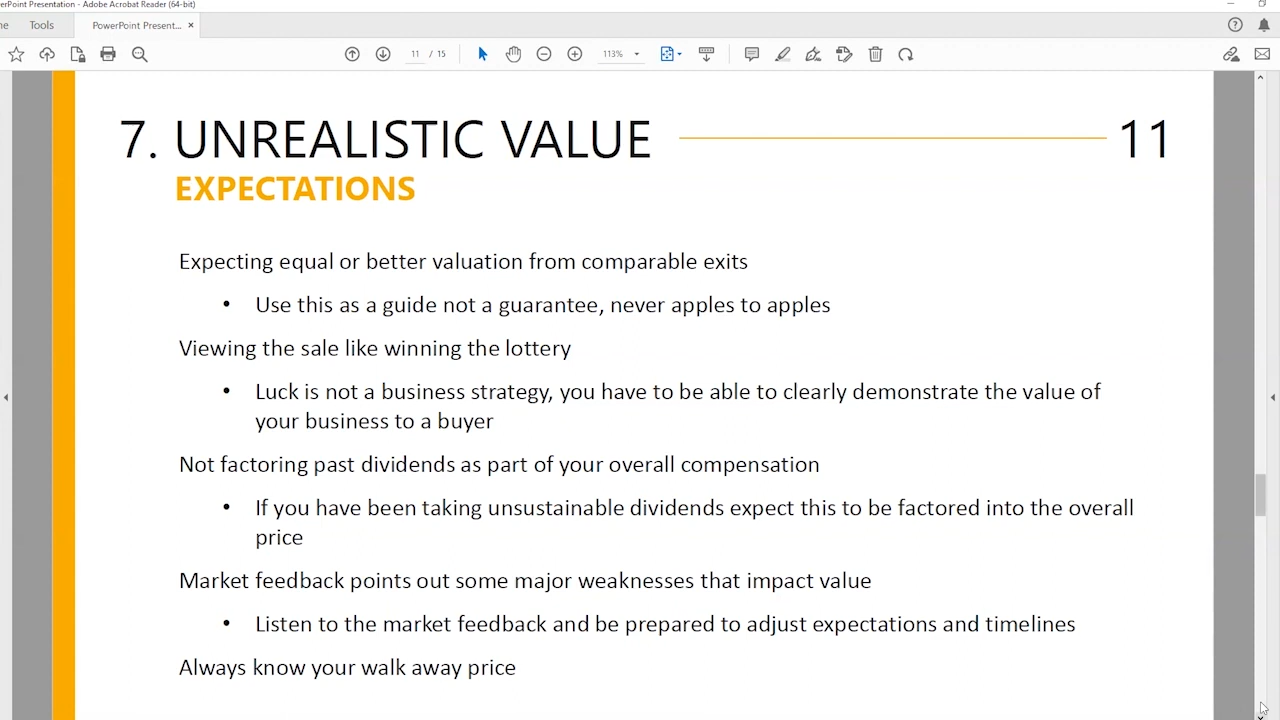 erPoint Presentation - Adobe Acrobat Reader (64-bit)
ne Tools PowerPoint Present... ×
11 / 15 113%
7. UNREALISTIC VALUE 11
EXPECTATIONS
Expecting equal or better valuation from comparable exits
• Use this as a guide not a guarantee, never apples to apples
Viewing the sale like winning the lottery
• Luck is not a business strategy, you have to be able to clearly demonstrate the value of
your business to a buyer
Not factoring past dividends as part of your overall compensation
• If you have been taking unsustainable dividends expect this to be factored into the overall
price
Market feedback points out some major weaknesses that impact value
• Listen to the market feedback and be prepared to adjust expectations and timelines
Always know your walk away price